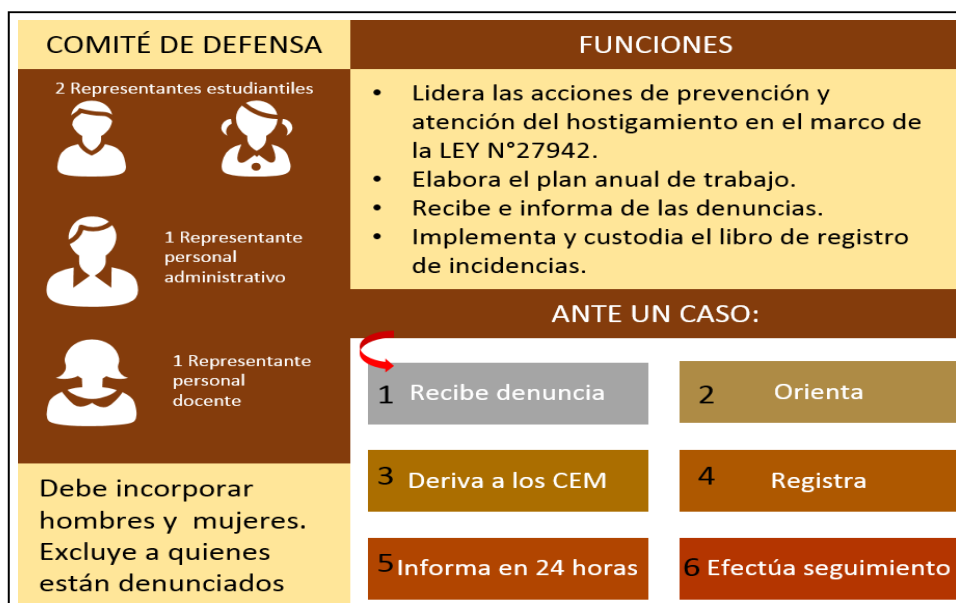 COMITÉ DE DEFENSA
2 Representantes estudiantiles
1 Representante
personal
administrativo
1 Representante
personal
docente
Debe incorporar
hombres y mujeres.
Excluye a quienes
están denunciados
FUNCIONES
• Lidera las acciones de prevención y
atención del hostigamiento en el marco de
la LEY N°27942.
• Elabora el plan anual de trabajo.
• Recibe e informa de las denuncias.
• Implementa y custodia el libro de registro
de incidencias.
ANTE UN CASO:
1 Recibe denuncia
2 Orienta
3 Deriva a los CEM
4 Registra
5 Informa en 24 horas
6 Efectúa seguimiento